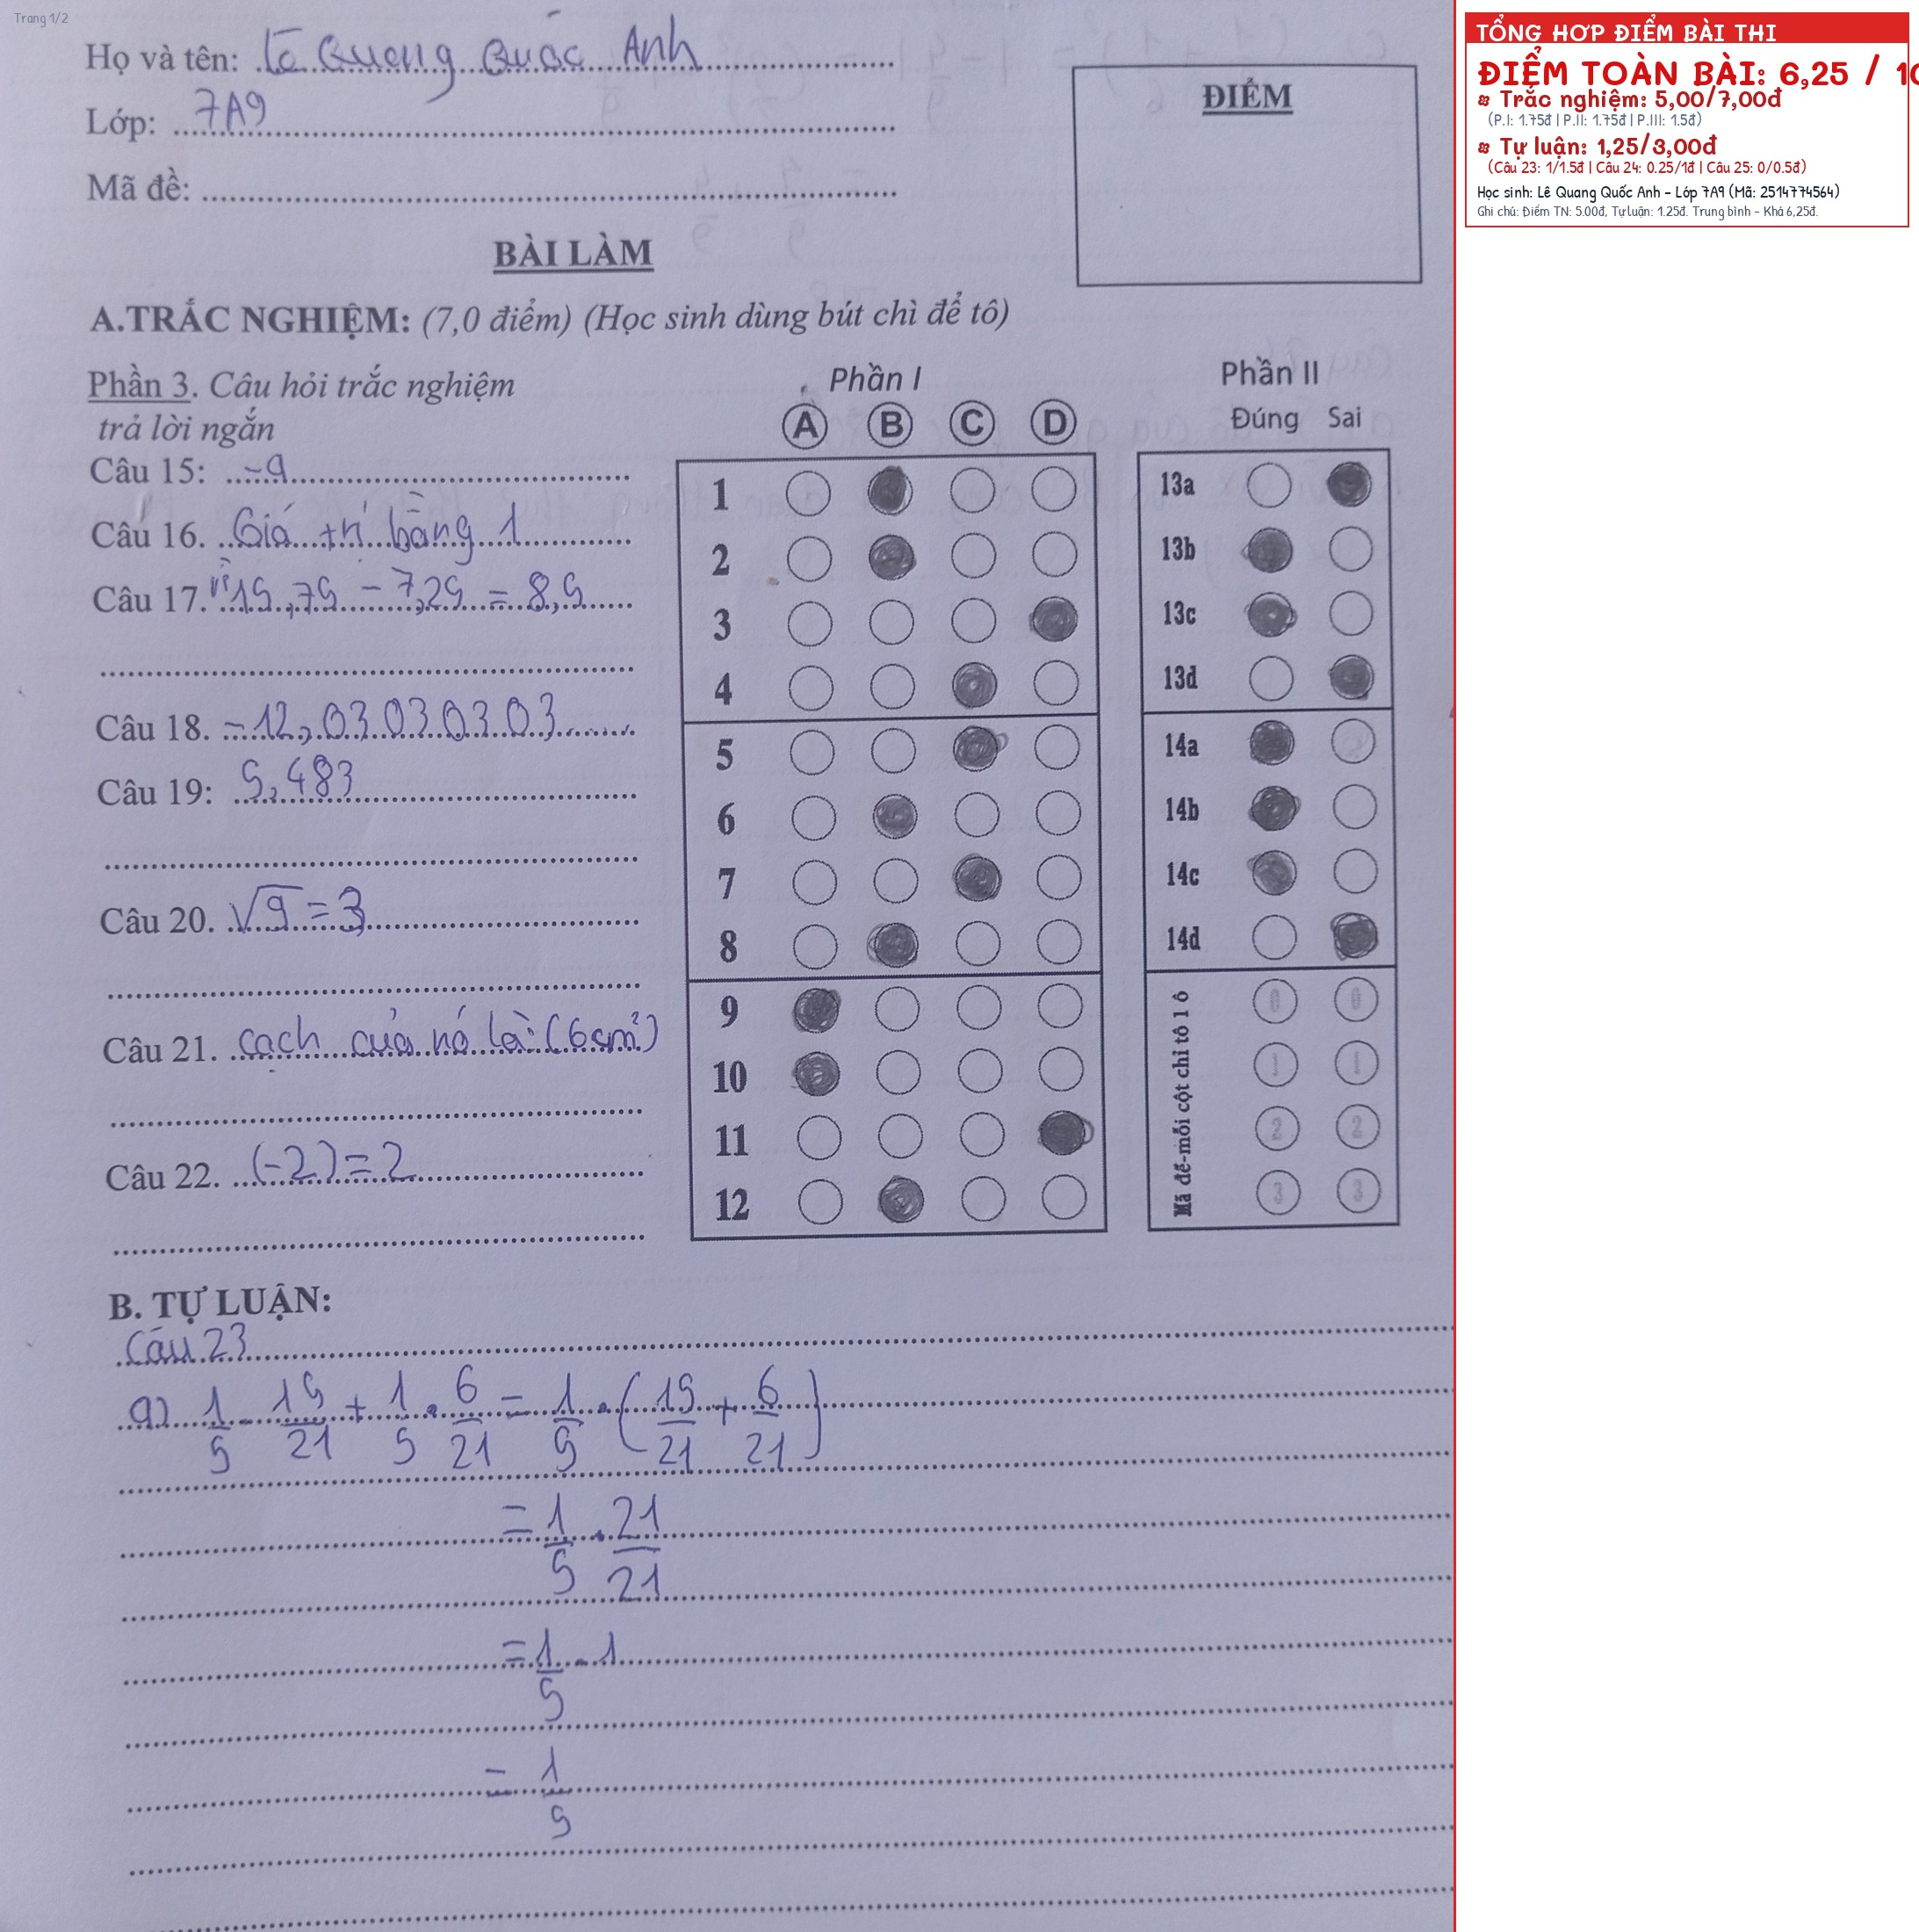 Trang 1/2
Họ và tên: Lê Quang Quốc Anh
Lớp: 7A9
Mã đề:
ĐIỂM
BÀI LÀM
A.TRẮC NGHIỆM: (7,0 điểm) (Học sinh dùng bút chì để tô)
Phần 3. Câu hỏi trắc nghiệm
trả lời ngắn
Câu 15: -9
Câu 16. Giá trị bằng 1
Câu 17. vì 15,75 - 7,25 = 8,5
Câu 18. -12,03030303
Câu 19: 5,483
Câu 20. √9 = 3
Câu 21. cạch của nó là: (6cm²)
Câu 22. (-2) = 2
Phần I
A B C D
1
2
3
4
5
6
7
8
9
10
11
12
Phần II
Đúng Sai
13a
13b
13c
13d
14a
14b
14c
14d
Mã đề-mỗi cột chỉ tô 1 ô
0 0
1 1
2 2
3 3
B. TỰ LUẬN:
Câu 23
a) 1/5 . 15/21 + 1/5 . 6/21 = 1/5 . (15/21 + 6/21)
= 1/5 . 21/21
= 1/5 . 1
= 1/5
TỔNG HỢP ĐIỂM BÀI THI
ĐIỂM TOÀN BÀI: 6,25 / 10
Trắc nghiệm: 5,00/7,00đ
(P.I: 1.75đ | P.II: 1.75đ | P.III: 1.5đ)
Tự luận: 1,25/3,00đ
(Câu 23: 1/1.5đ | Câu 24: 0.25/1đ | Câu 25: 0/0.5đ)
Học sinh: Lê Quang Quốc Anh - Lớp 7A9 (Mã: 2514774564)
Ghi chú: Điểm TN: 5.00đ, Tự luận: 1.25đ. Trung bình - Khá 6,25đ.